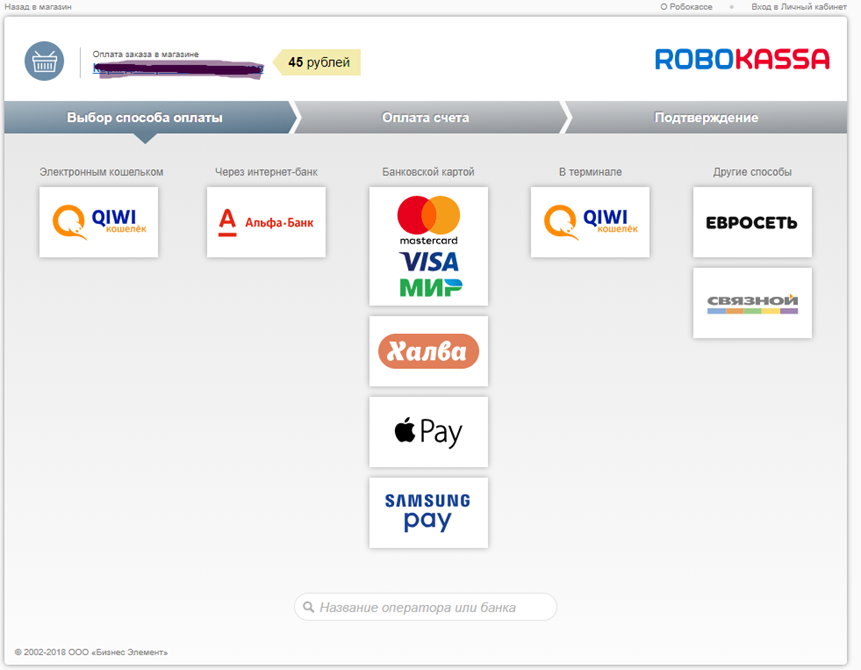 Назад в магазин
О Робокассе • Вход в Личный кабинет
Оплата заказа в магазине
45 рублей
ROBOKASSA
Выбор способа оплаты
Оплата счета
Подтверждение
Электронным кошельком
Через интернет-банк
Банковской картой
В терминале
Другие способы
QIWI
кошелёк
Альфа·Банк
mastercard
VISA
МИР
Халва
Pay
SAMSUNG
pay
QIWI
кошелёк
ЕВРОСЕТЬ
СВЯЗНОЙ
Название оператора или банка
© 2002-2018 ООО «Бизнес Элемент»